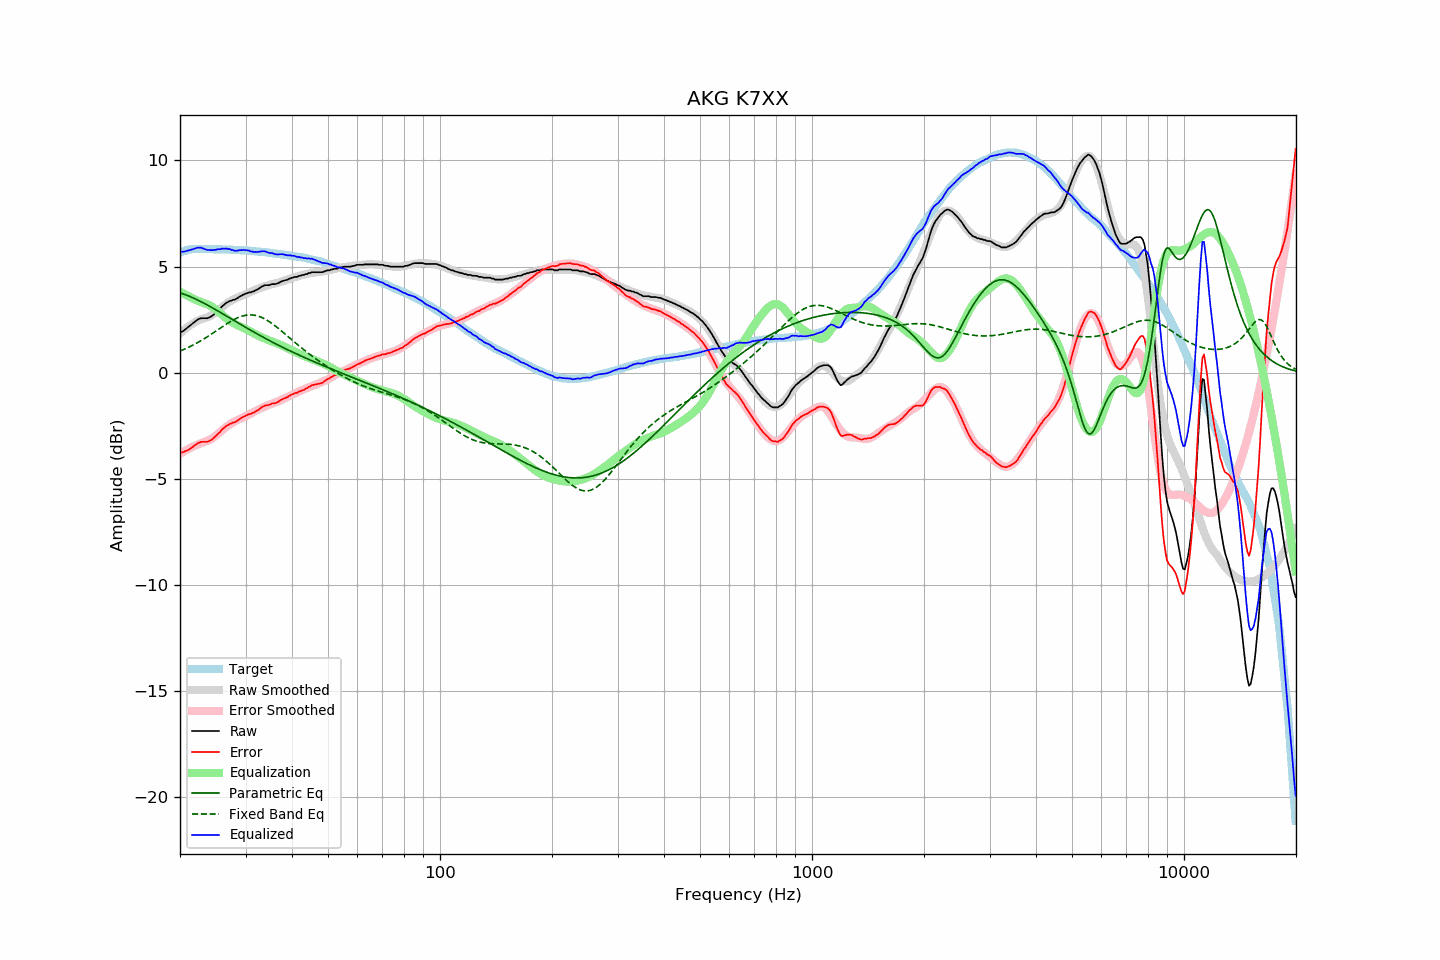 AKG K7XX
Amplitude (dBr)
10
5
0
−5
−10
−15
−20
Target
Raw Smoothed
Error Smoothed
Raw
Error
Equalization
Parametric Eq
Fixed Band Eq
Equalized
100
1000
10000
Frequency (Hz)